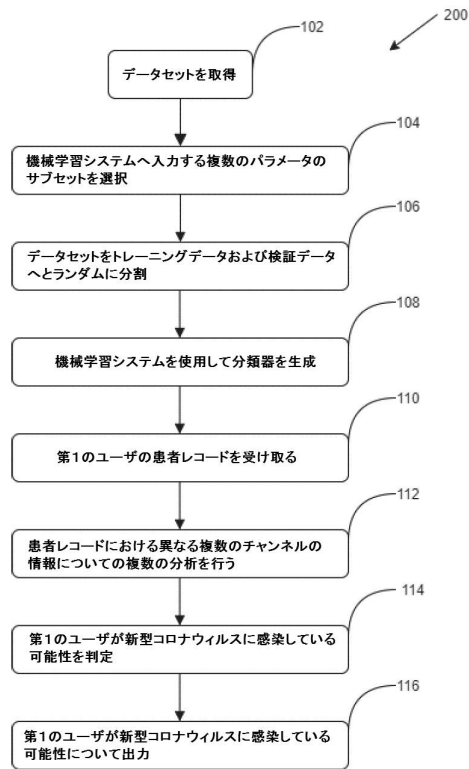 200
102
データセットを取得
104
機械学習システムへ入力する複数のパラメータの
サブセットを選択
106
データセットをトレーニングデータおよび検証データ
へとランダムに分割
108
機械学習システムを使用して分類器を生成
110
第1のユーザの患者レコードを受け取る
112
患者レコードにおける異なる複数のチャンネルの
情報についての複数の分析を行う
114
第1のユーザが新型コロナウィルスに感染している
可能性を判定
116
第1のユーザが新型コロナウィルスに感染している
可能性について出力